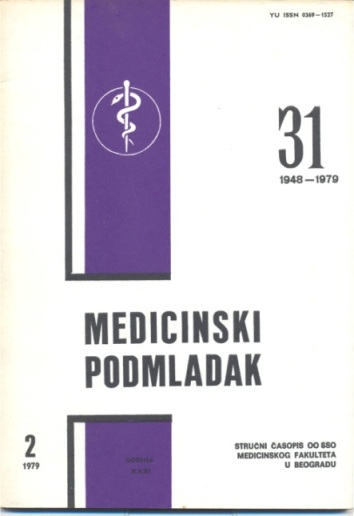 YU ISSN 0369—1527
31
1948—1979
MEDICINSKI
PODMLADAK
2
1979
STRUČNI ČASOPIS OO SSO
MEDICINSKOG FAKULTETA
U BEOGRADU